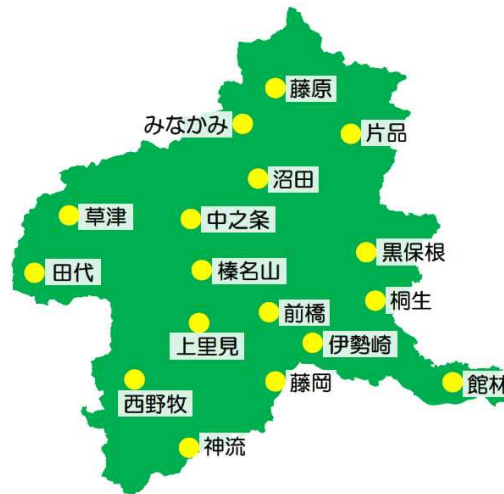 藤原
みなかみ
片品
沼田
草津
中之条
黒保根
田代
榛名山
桐生
前橋
上里見
伊勢崎
西野牧
藤岡
館林
神流